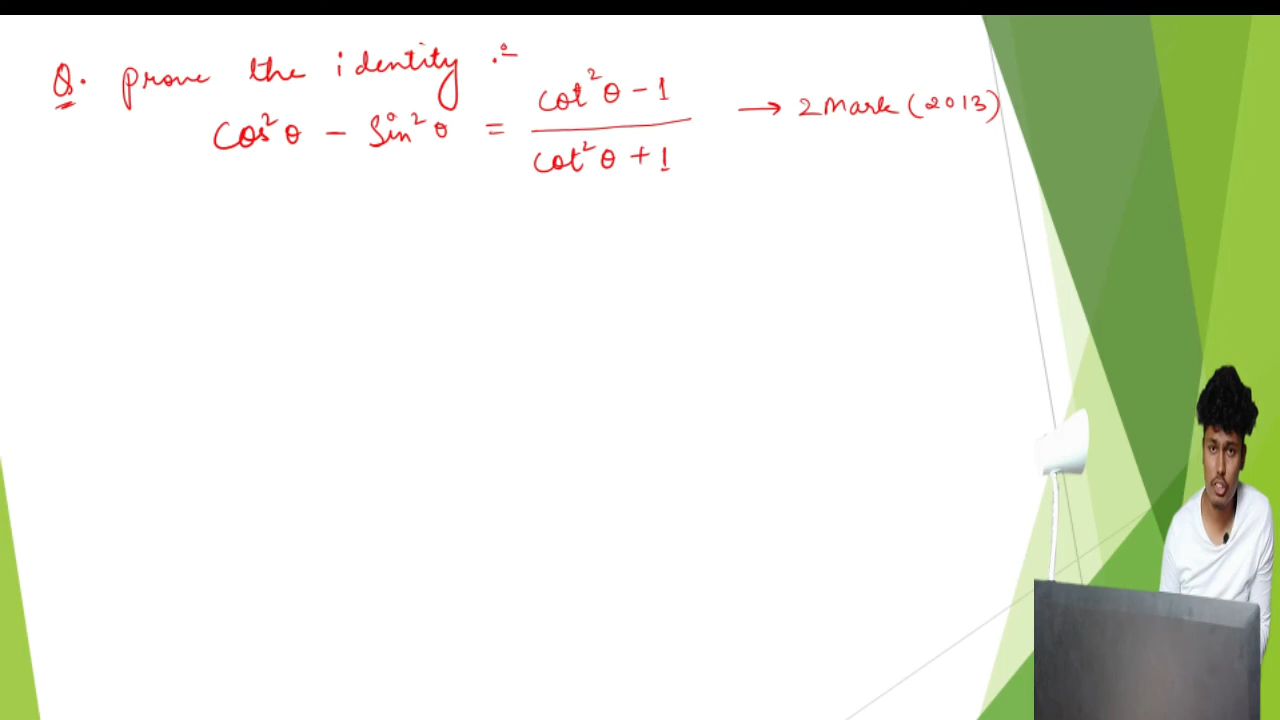 Q. prove the identity :-
cos²θ - sin²θ = (cot²θ - 1)/(cot²θ + 1) → 2 Mark (2013)